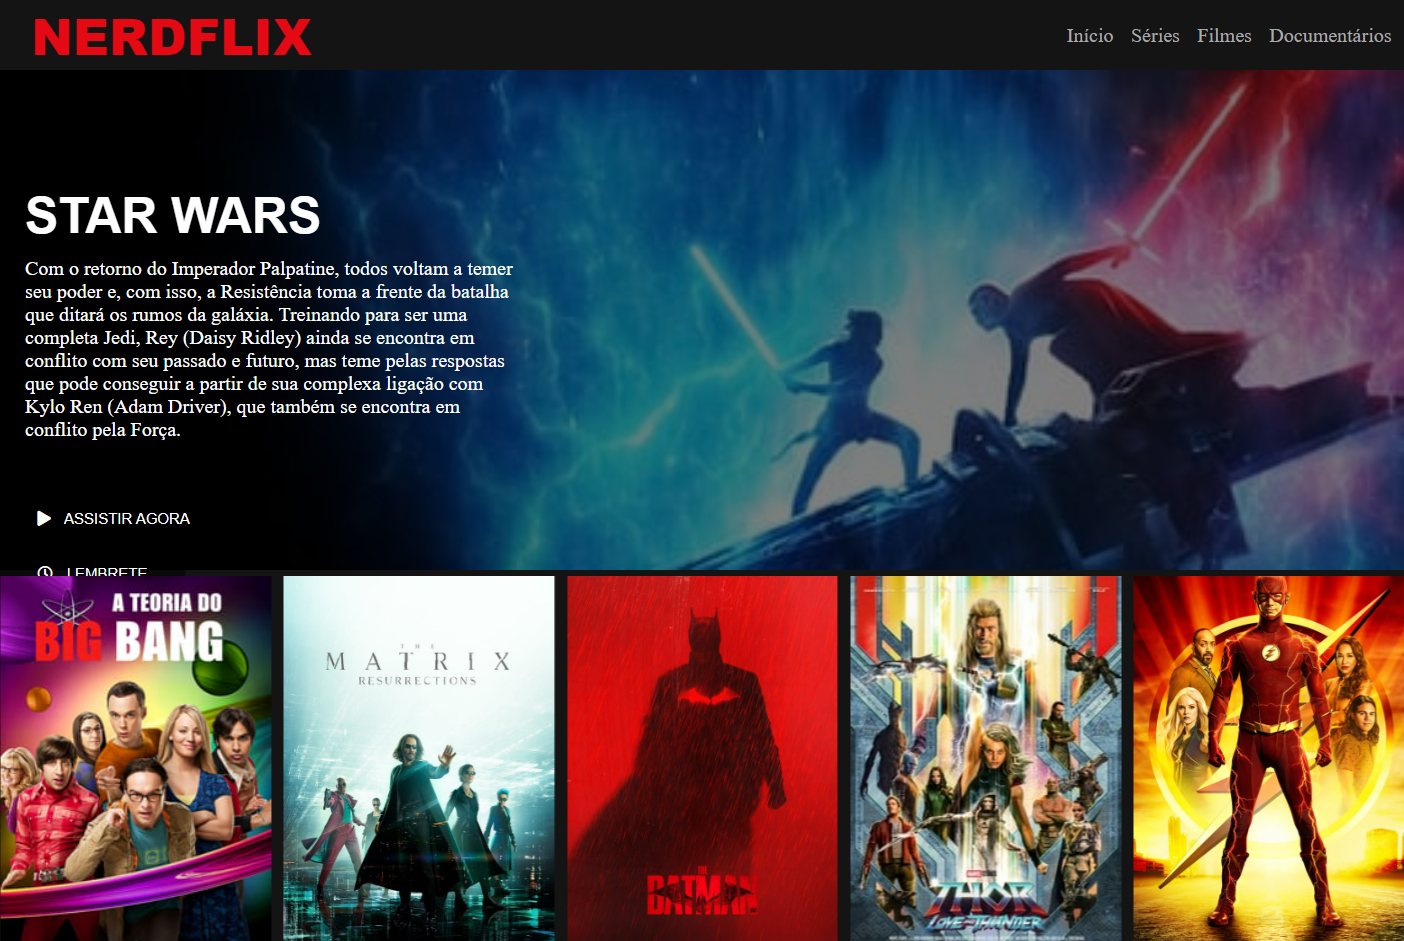 NERDFLIX
Início Séries Filmes Documentários
STAR WARS
Com o retorno do Imperador Palpatine, todos voltam a temer
seu poder e, com isso, a Resistência toma a frente da batalha
que ditará os rumos da galáxia. Treinando para ser uma
completa Jedi, Rey (Daisy Ridley) ainda se encontra em
conflito com seu passado e futuro, mas teme pelas respostas
que pode conseguir a partir de sua complexa ligação com
Kylo Ren (Adam Driver), que também se encontra em
conflito pela Força.
ASSISTIR AGORA
LEMBRETE
A TEORIA DO
BIG BANG
THE
MATRIX
RESURRECTIONS
THE
BATMAN
THOR
LOVE AND THUNDER